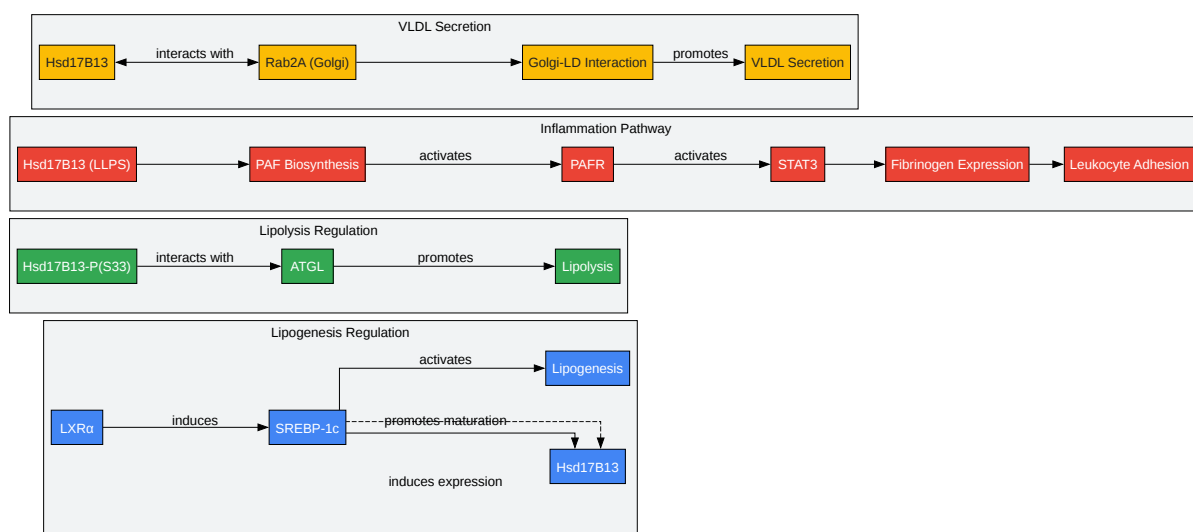 VLDL Secretion
Hsd17B13
interacts with
Rab2A (Golgi)
Golgi-LD Interaction
promotes
VLDL Secretion
Inflammation Pathway
Hsd17B13 (LLPS)
PAF Biosynthesis
activates
PAFR
activates
STAT3
Fibrinogen Expression
Leukocyte Adhesion
Lipolysis Regulation
Hsd17B13-P(S33)
interacts with
ATGL
promotes
Lipolysis
Lipogenesis Regulation
activates
Lipogenesis
LXRα
induces
SREBP-1c
promotes maturation
Hsd17B13
induces expression